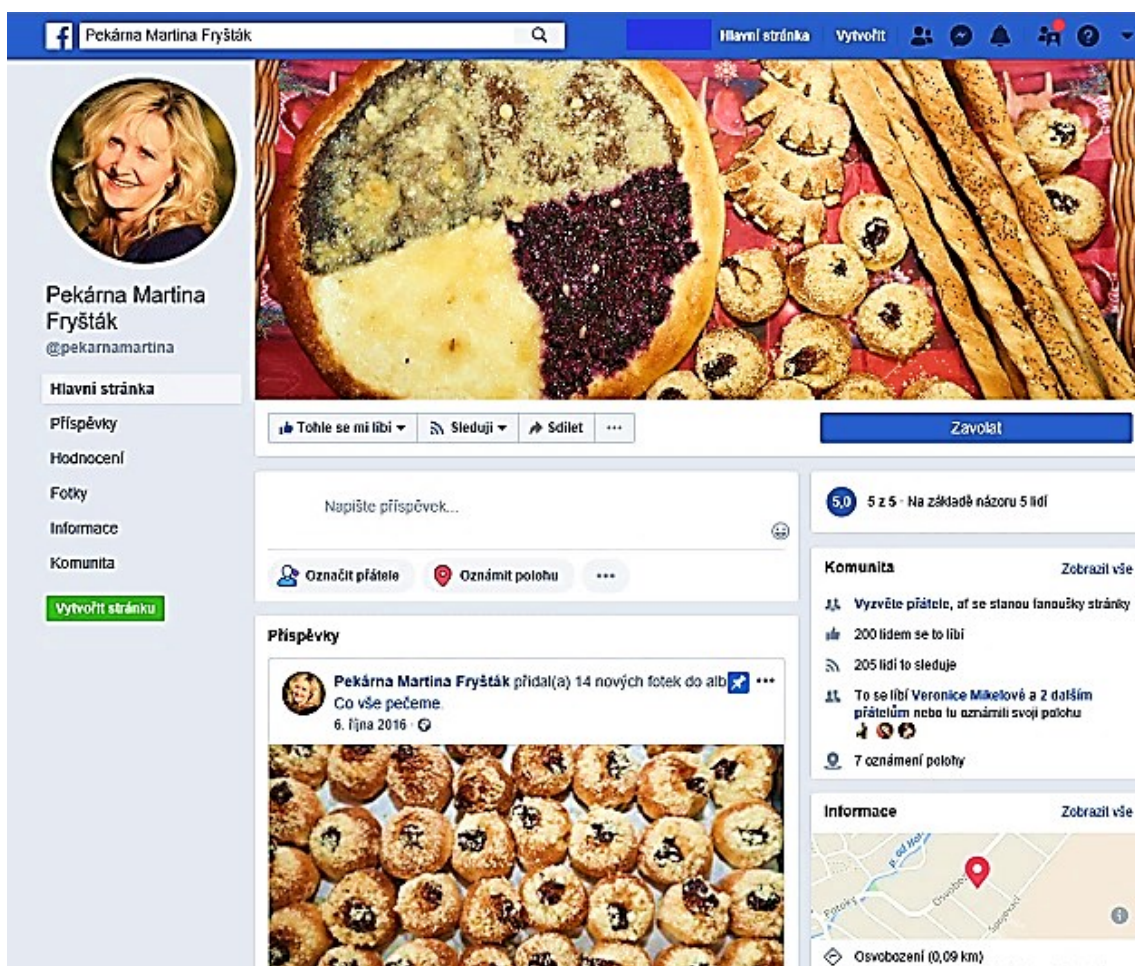 Pekárna Martina Fryšták
Hlavní stránka
Vytvořit
Pekárna Martina
Fryšták
@pekarnamartina
Hlavní stránka
Příspěvky
Hodnocení
Fotky
Informace
Komunita
Vytvořit stránku
Tohle se mi líbí
Sleduji
Sdílet
Zavolat
Napište příspěvek...
Označit přátele
Oznámit polohu
Příspěvky
Pekárna Martina Fryšták přidal(a) 14 nových fotek do alb
Co vše pečeme.
6. října 2016
5,0
5 z 5 · Na základě názoru 5 lidí
Komunita
Zobrazit vše
Vyzvěte přátele, ať se stanou fanoušky stránky
200 lidem se to líbí
205 lidí to sleduje
To se líbí Veronice Mikelové a 2 dalším
přátelům nebo tu oznámili svoji polohu
7 oznámení polohy
Informace
Zobrazit vše
p. od Hor
Potoky
Osvobození
Spojovací
Osvobození (0,09 km)